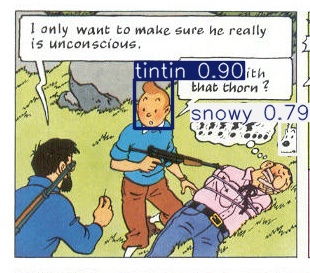 I only want to make sure he really
is unconscious.
tintin 0.90
ith
that thorn?
snowy 0.79